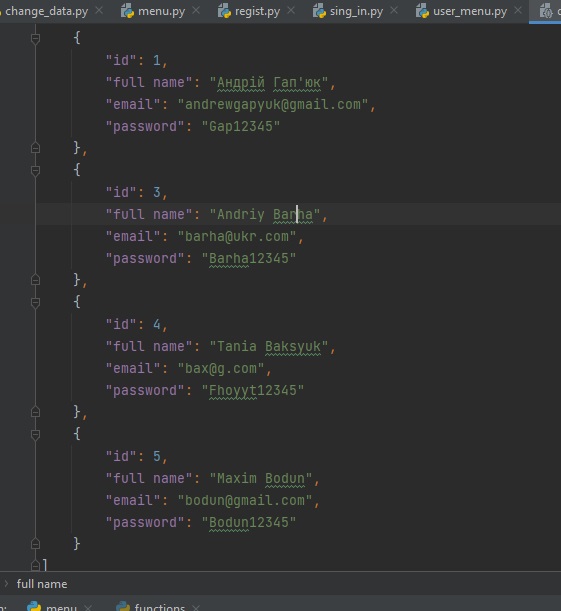 change_data.py menu.py regist.py sing_in.py user_menu.py
{
"id": 1,
"full name": "Андрій Гап'юк",
"email": "andrewgapyuk@gmail.com",
"password": "Gap12345"
},
{
"id": 3,
"full name": "Andriy Barha",
"email": "barha@ukr.com",
"password": "Barha12345"
},
{
"id": 4,
"full name": "Tania Baksyuk",
"email": "bax@g.com",
"password": "Fhoyyt12345"
},
{
"id": 5,
"full name": "Maxim Bodun",
"email": "bodun@gmail.com",
"password": "Bodun12345"
}
]
full name
menu functions